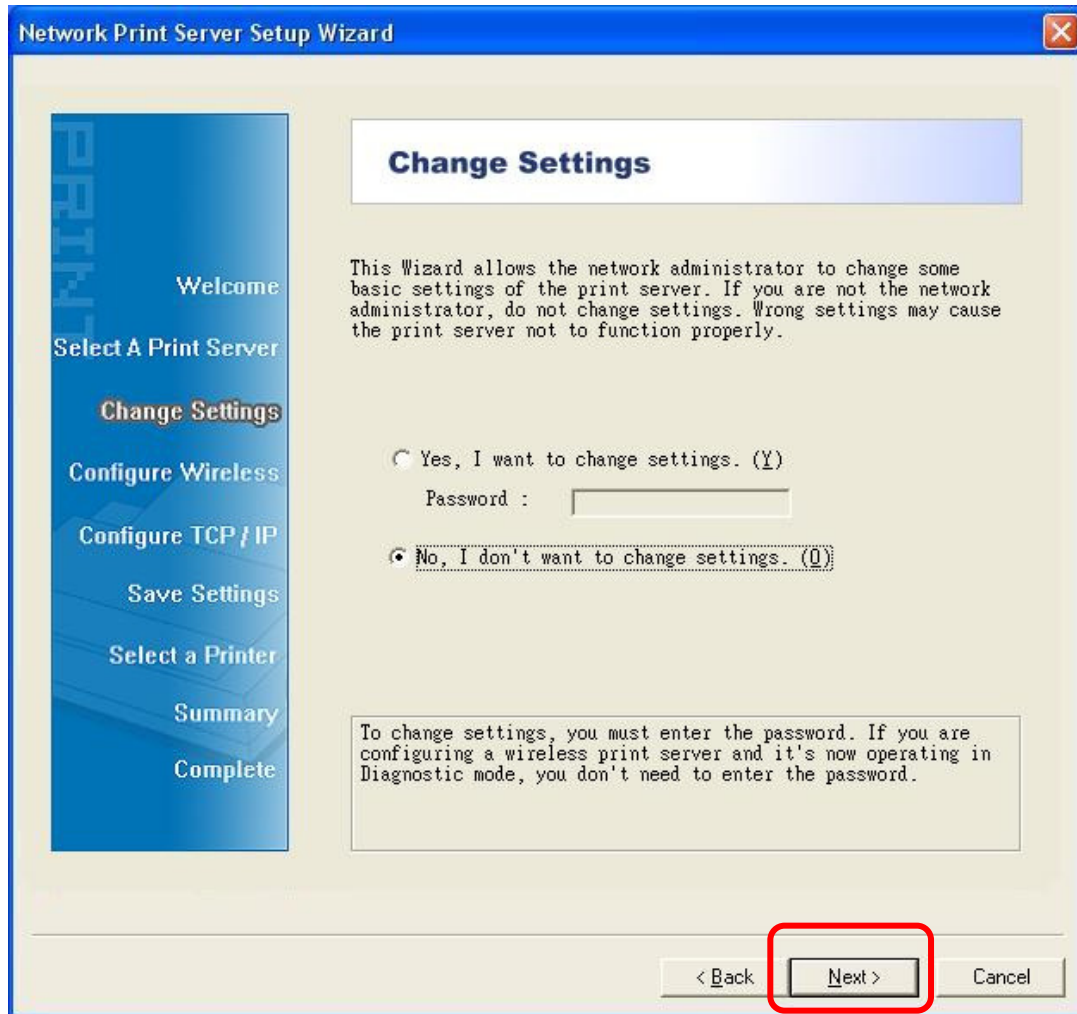 Network Print Server Setup Wizard
PRINT
Welcome
Select A Print Server
Change Settings
Configure Wireless
Configure TCP / IP
Save Settings
Select a Printer
Summary
Complete
Change Settings
This Wizard allows the network administrator to change some
basic settings of the print server. If you are not the network
administrator, do not change settings. Wrong settings may cause
the print server not to function properly.
Yes, I want to change settings. (Y)
Password :
No, I don't want to change settings. (O)
To change settings, you must enter the password. If you are
configuring a wireless print server and it's now operating in
Diagnostic mode, you don't need to enter the password.
< Back
Next >
Cancel